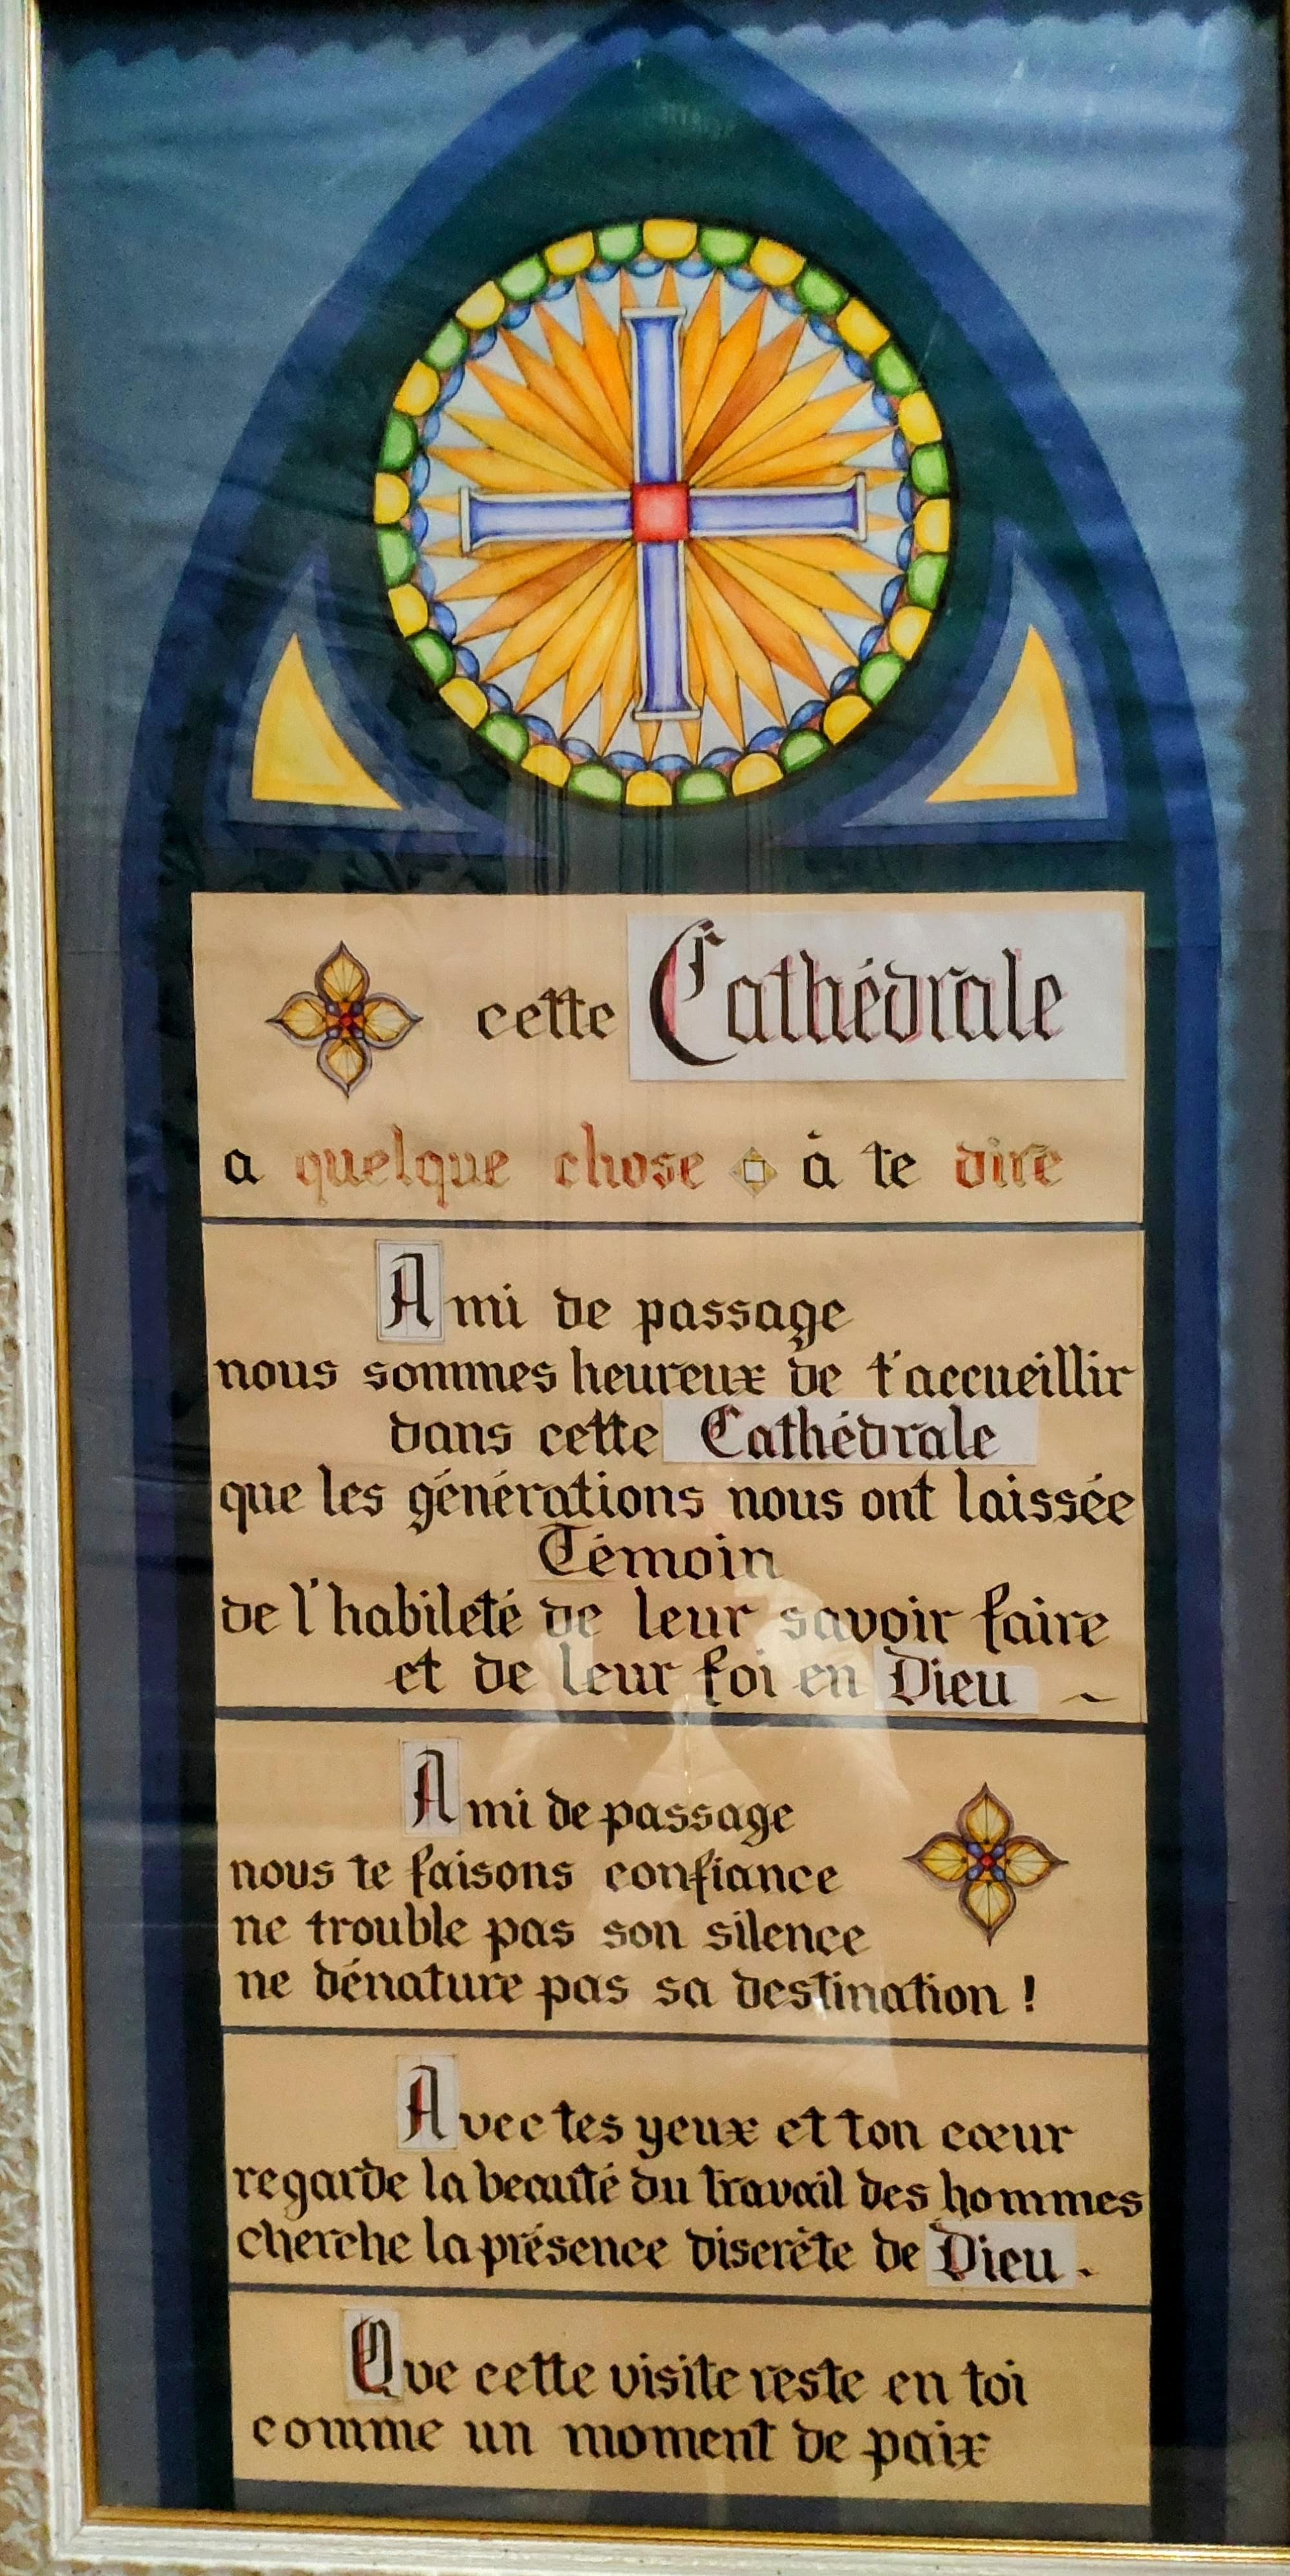 cette Cathédrale
a quelque chose à te dire
Ami de passage
nous sommes heureux de t'accueillir
dans cette Cathédrale
que les générations nous ont laissée
Témoin
de l'habileté de leur savoir faire
et de leur foi en Dieu ~
Ami de passage
nous te faisons confiance
ne trouble pas son silence
ne dénature pas sa destination !
Avec tes yeux et ton cœur
regarde la beauté du travail des hommes
cherche la présence discrète de Dieu.
Que cette visite reste en toi
comme un moment de paix